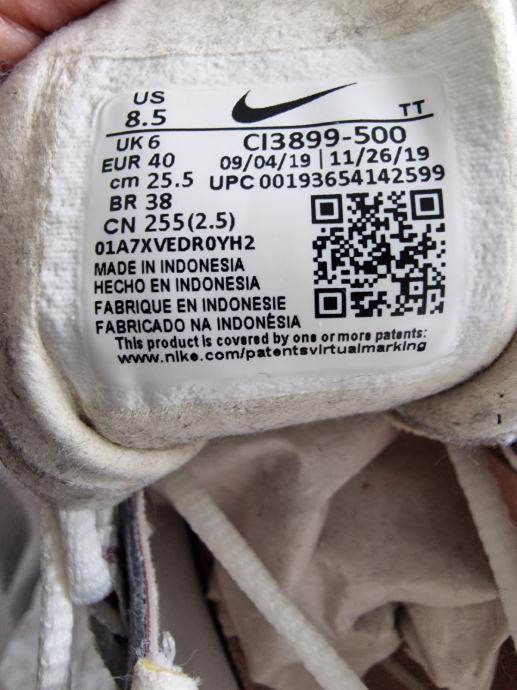 US
8.5
TT
UK 6
EUR 40
cm 25.5
BR 38
CN 255(2.5)
CI3899-500
09/04/19 | 11/26/19
UPC 00193654142599
01A7XVEDR0YH2
MADE IN INDONESIA
HECHO EN INDONESIA
FABRIQUE EN INDONESIE
FABRICADO NA INDONÉSIA
This product is covered by one or more patents:
www.nike.com/patentsvirtualmarking